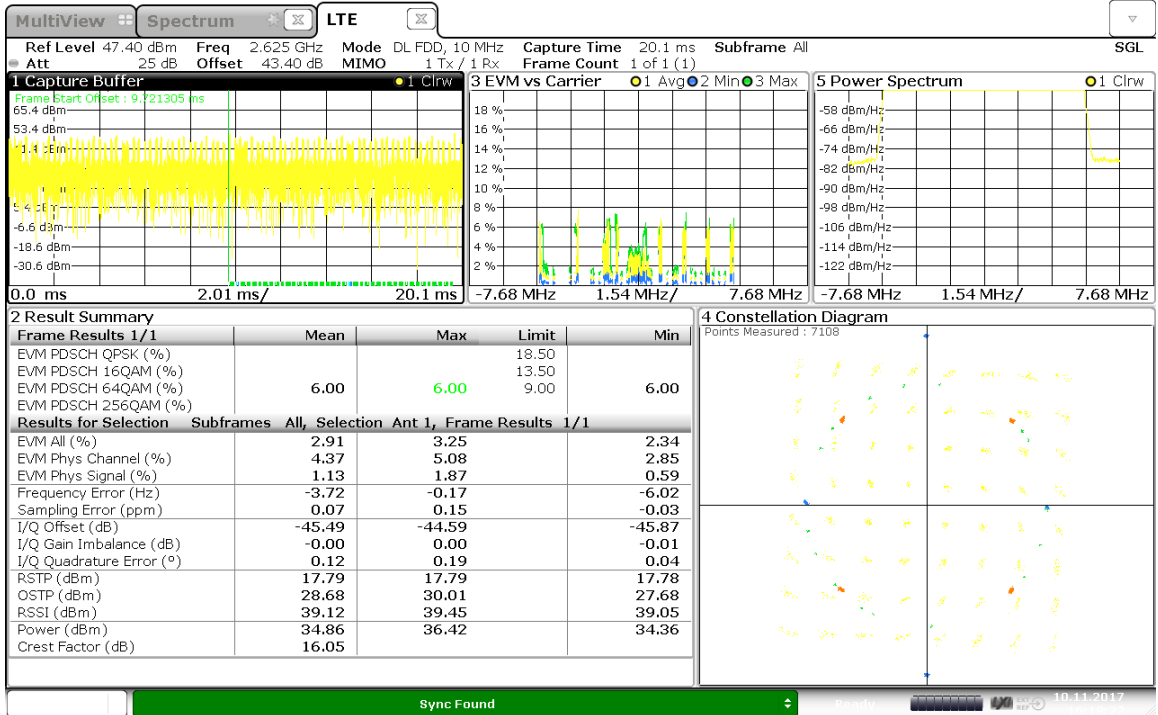 MultiView Spectrum LTE
Ref Level 47.40 dBm Freq 2.625 GHz Mode DL FDD, 10 MHz Capture Time 20.1 ms Subframe All SGL
Att 25 dB Offset 43.40 dB MIMO 1 Tx / 1 Rx Frame Count 1 of 1 (1)
1 Capture Buffer 1 Clrw
Frame Start Offset : 9.721305 ms
65.4 dBm
53.4 dBm
-6.6 dBm
-18.6 dBm
-30.6 dBm
0.0 ms 2.01 ms/ 20.1 ms
3 EVM vs Carrier 1 Avg 2 Min 3 Max
18 %
16 %
14 %
12 %
10 %
8 %
6 %
4 %
2 %
-7.68 MHz 1.54 MHz/ 7.68 MHz
5 Power Spectrum 1 Clrw
-58 dBm/Hz
-66 dBm/Hz
-74 dBm/Hz
-82 dBm/Hz
-90 dBm/Hz
-98 dBm/Hz
-106 dBm/Hz
-114 dBm/Hz
-122 dBm/Hz
-7.68 MHz 1.54 MHz/ 7.68 MHz
2 Result Summary
Frame Results 1/1 Mean Max Limit Min
EVM PDSCH QPSK (%) 18.50
EVM PDSCH 16QAM (%) 13.50
EVM PDSCH 64QAM (%) 6.00 6.00 9.00 6.00
EVM PDSCH 256QAM (%)
Results for Selection Subframes All, Selection Ant 1, Frame Results 1/1
EVM All (%) 2.91 3.25 2.34
EVM Phys Channel (%) 4.37 5.08 2.85
EVM Phys Signal (%) 1.13 1.87 0.59
Frequency Error (Hz) -3.72 -0.17 -6.02
Sampling Error (ppm) 0.07 0.15 -0.03
I/Q Offset (dB) -45.49 -44.59 -45.87
I/Q Gain Imbalance (dB) -0.00 0.00 -0.01
I/Q Quadrature Error (º) 0.12 0.19 0.04
RSTP (dBm) 17.79 17.79 17.78
OSTP (dBm) 28.68 30.01 27.68
RSSI (dBm) 39.12 39.45 39.05
Power (dBm) 34.86 36.42 34.36
Crest Factor (dB) 16.05
4 Constellation Diagram
Points Measured : 7108
Sync Found
Ready
LXI
EXT
REF
10.11.2017